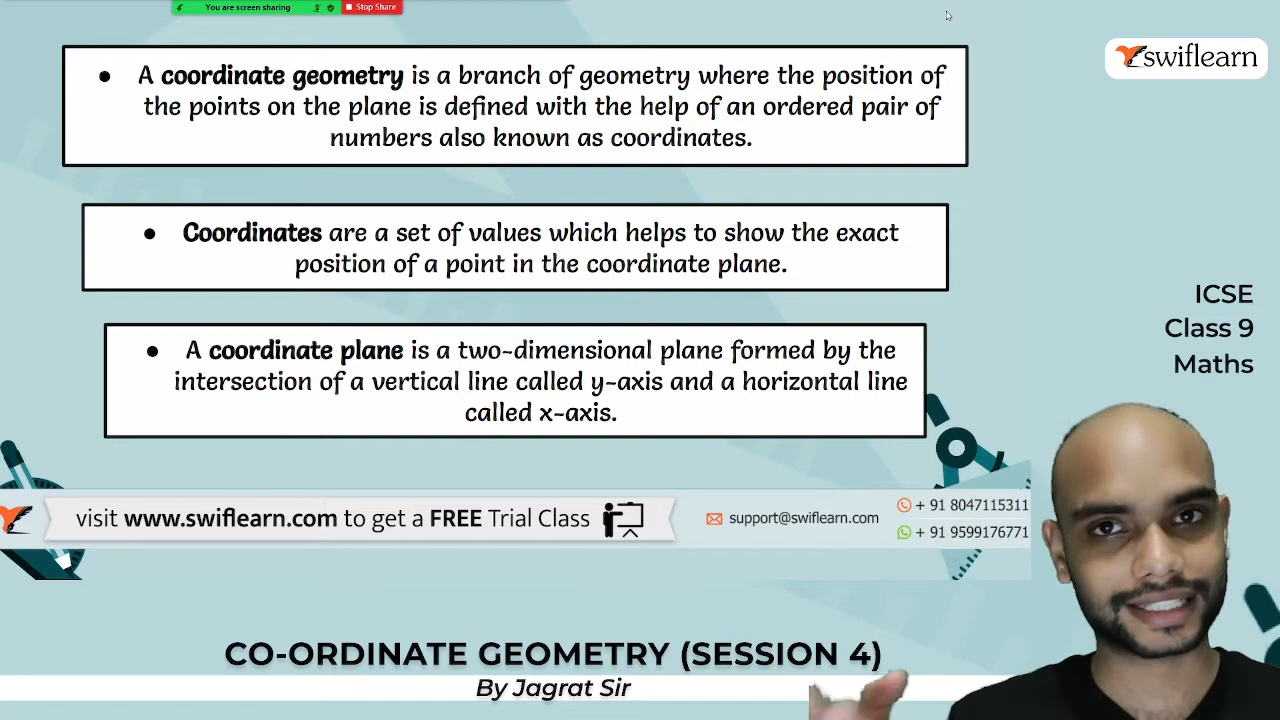 You are screen sharing
Stop Share
swiflearn
● A coordinate geometry is a branch of geometry where the position of
the points on the plane is defined with the help of an ordered pair of
numbers also known as coordinates.
● Coordinates are a set of values which helps to show the exact
position of a point in the coordinate plane.
● A coordinate plane is a two-dimensional plane formed by the
intersection of a vertical line called y-axis and a horizontal line
called x-axis.
ICSE
Class 9
Maths
visit www.swiflearn.com to get a FREE Trial Class
support@swiflearn.com
+ 91 8047115311
+ 91 9599176771
CO-ORDINATE GEOMETRY (SESSION 4)
By Jagrat Sir